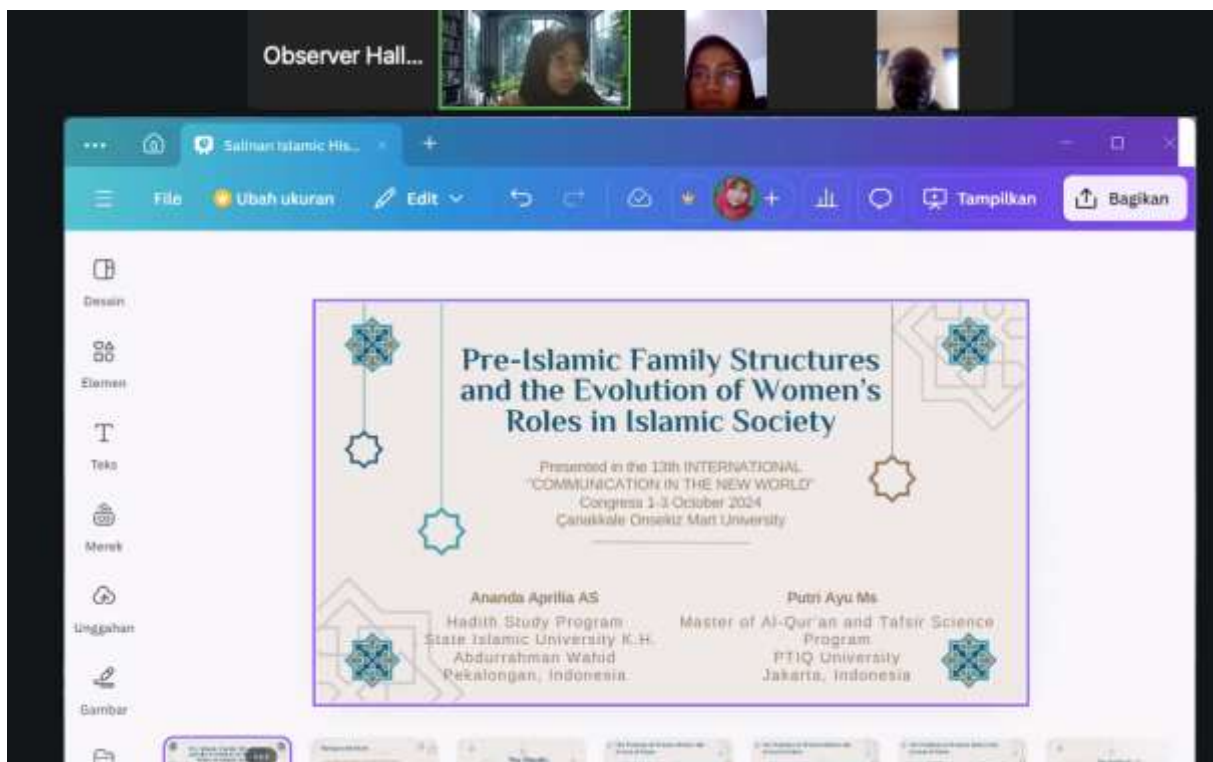 Observer Hall...
Salinan Islamic His...
File
Ubah ukuran
Edit
Tampilkan
Bagikan
Desain
Elemen
Teks
Merek
Unggahan
Gambar
Pre-Islamic Family Structures
and the Evolution of Women's
Roles in Islamic Society
Presented in the 13th INTERNATIONAL
"COMMUNICATION IN THE NEW WORLD"
Congress 1-3 October 2024
Çanakkale Onsekiz Mart University
Ananda Aprilia AS
Hadith Study Program
State Islamic University K.H.
Abdurrahman Wahid
Pekalongan, Indonesia
Putri Ayu Ms
Master of Al-Quran and Tafsir Science
Program
PTIQ University
Jakarta, Indonesia